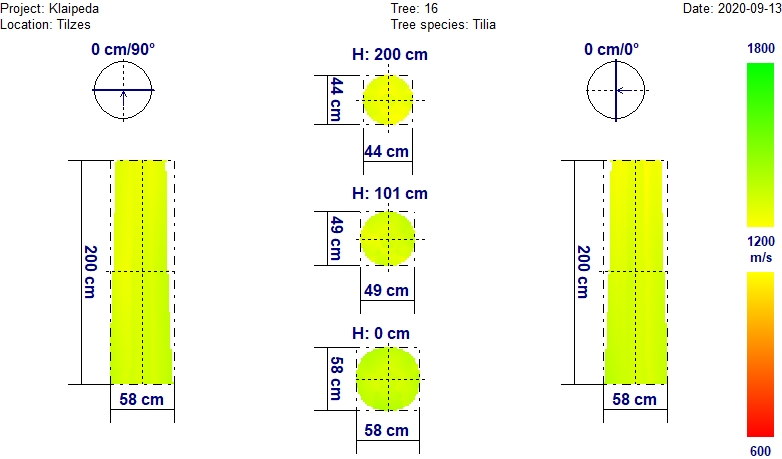 Project: Klaipeda
Tree: 16
Date: 2020-09-13
Location: Tilzes
Tree species: Tilia
0 cm/90°
H: 200 cm
0 cm/0°
1800
44 cm
44 cm
H: 101 cm
200 cm
49 cm
200 cm
1200
m/s
49 cm
H: 0 cm
58 cm
58 cm
58 cm
58 cm
600